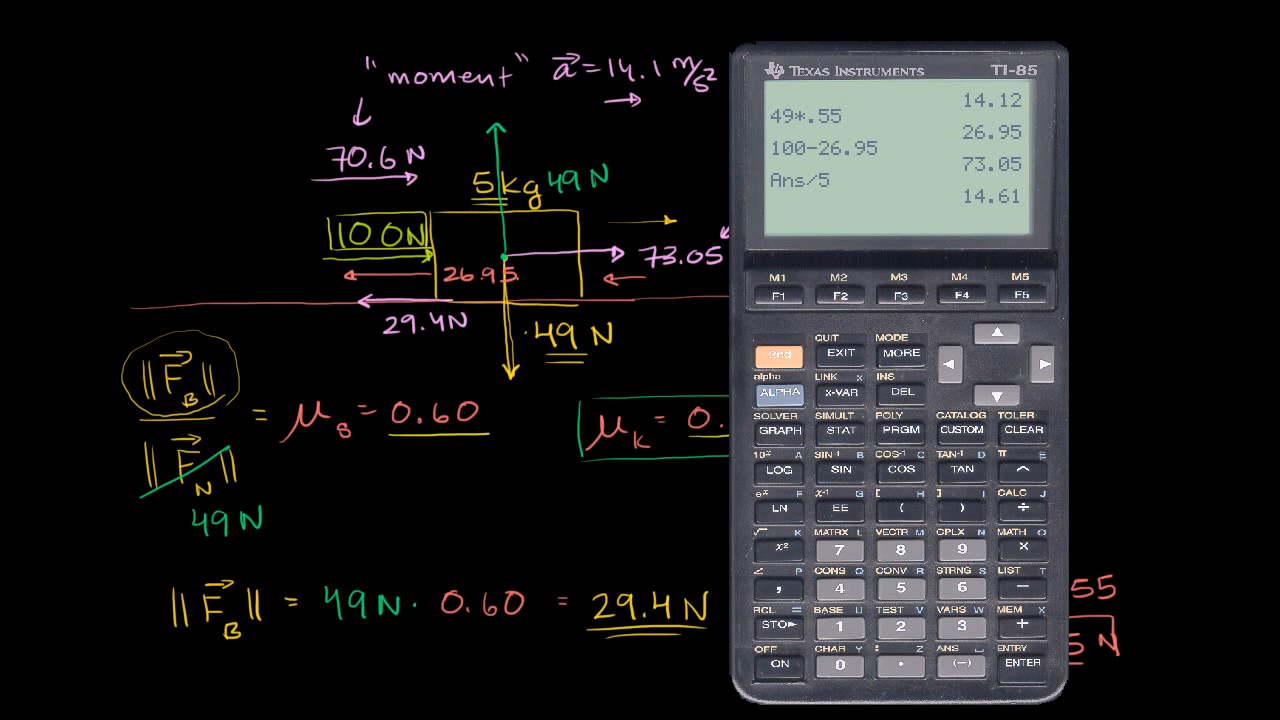 "moment" a = 14.1 m/s²
70.6 N
5 kg 49 N
100N
26.95
73.05
29.4N
49 N
||F_B||
||F_N||
= μ_s = 0.60
μ_k = 0.
49 N
||F_B|| = 49N · 0.60 = 29.4 N
55
5 N
TEXAS INSTRUMENTS TI-85
14.12
49*.55
26.95
100-26.95
73.05
Ans/5
14.61
M1 M2 M3 M4 M5
F1 F2 F3 F4 F5
QUIT MODE
2nd EXIT MORE
alpha LINK x INS
ALPHA x-VAR DEL
SOLVER SIMULT POLY CATALOG TOLER
GRAPH STAT PRGM CUSTOM CLEAR
10ˣ A SIN⁻¹ B COS⁻¹ C TAN⁻¹ D π E
LOG SIN COS TAN ^
eˣ F x⁻¹ G [ H ] I CALC J
LN EE ( ) ÷
√ K MATRX L VECTR M CPLX N MATH O
x² 7 8 9 ×
∠ P CONS Q CONV R STRNG S LIST T
, 4 5 6 −
RCL = BASE U TEST V VARS W MEM X
STO► 1 2 3 +
OFF CHAR Y : Z ANS ␣ ENTRY
ON 0 . (−) ENTER